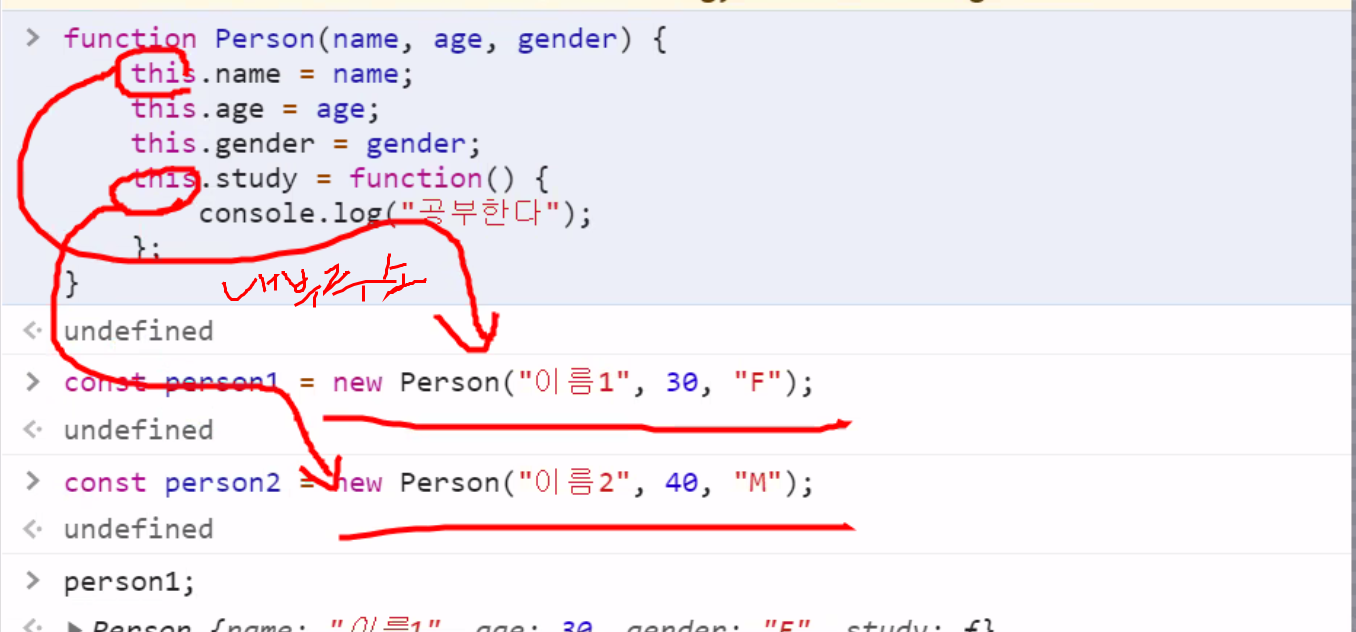 > function Person(name, age, gender) {
this.name = name;
this.age = age;
this.gender = gender;
this.study = function() {
console.log("공부한다");
};
}
내부주소
<· undefined
> const person1 = new Person("이름1", 30, "F");
<· undefined
> const person2 = new Person("이름2", 40, "M");
<· undefined
> person1;
<· ▶ Person {name: "이름1", age: 30, gender: "F", study: ƒ}